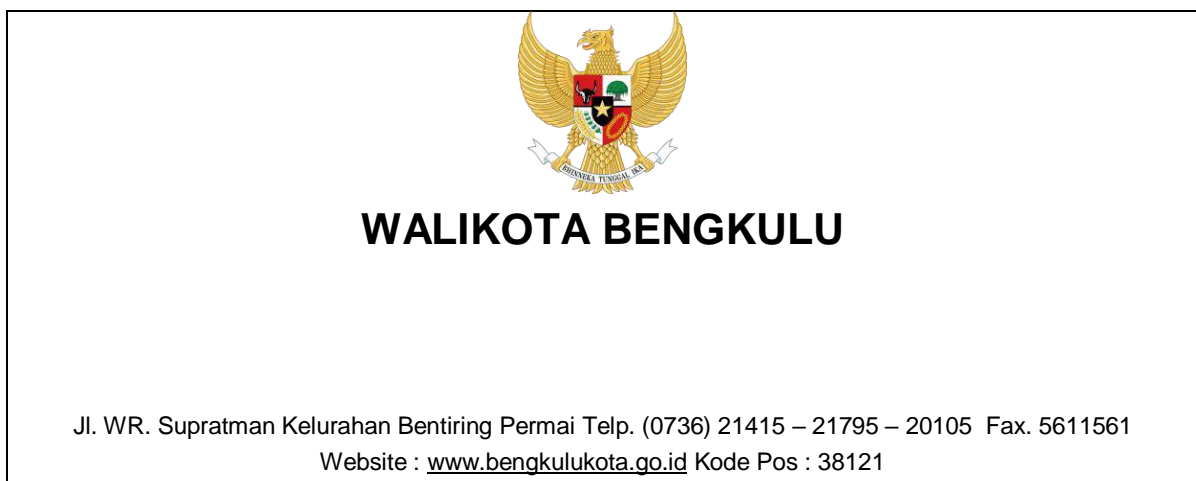 BHINNEKA TUNGGAL IKA
WALIKOTA BENGKULU
Jl. WR. Supratman Kelurahan Bentiring Permai Telp. (0736) 21415 – 21795 – 20105  Fax. 5611561
Website : www.bengkulukota.go.id Kode Pos : 38121